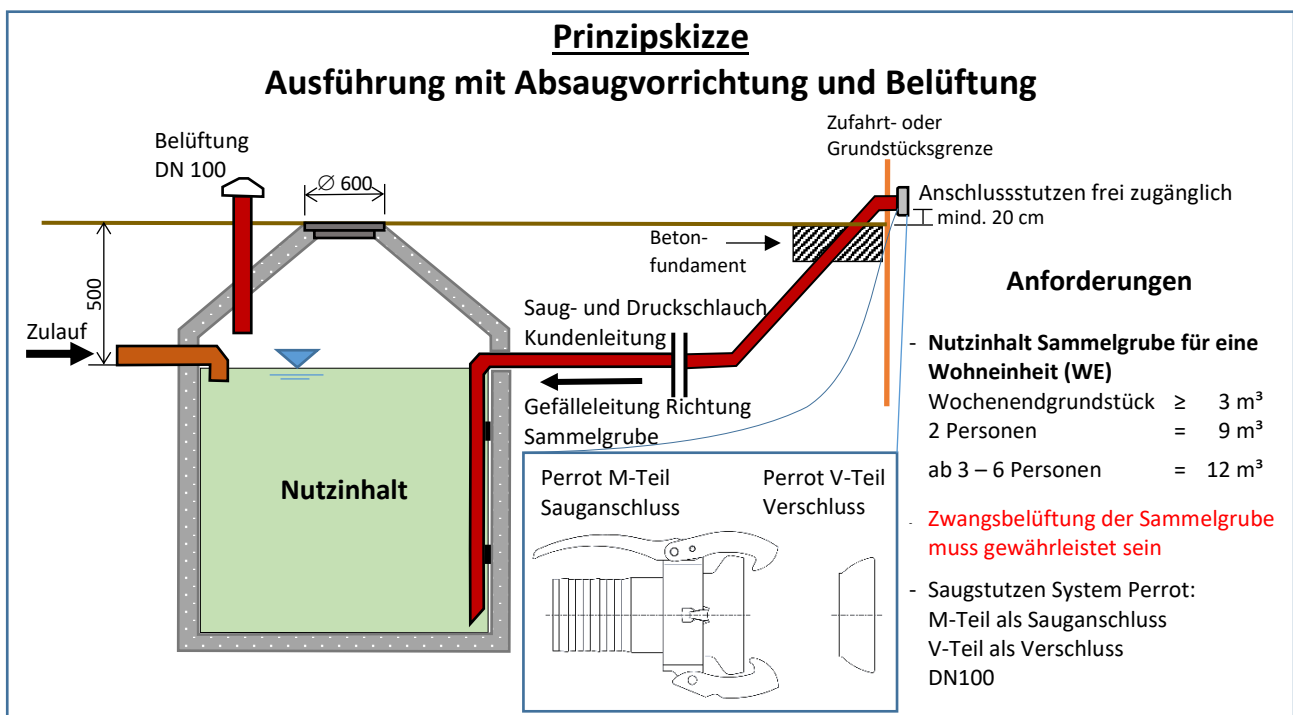 Prinzipskizze
Ausführung mit Absaugvorrichtung und Belüftung
Belüftung
DN 100
∅ 600
Zufahrt- oder
Grundstücksgrenze
Anschlussstutzen frei zugänglich
mind. 20 cm
Beton-
fundament
500
Zulauf
Saug- und Druckschlauch
Kundenleitung
Gefälleleitung Richtung
Sammelgrube
Nutzinhalt
Perrot M-Teil
Sauganschluss
Perrot V-Teil
Verschluss
Anforderungen
- Nutzinhalt Sammelgrube für eine
Wohneinheit (WE)
Wochenendgrundstück ≥ 3 m³
2 Personen = 9 m³
ab 3 – 6 Personen = 12 m³
- Zwangsbelüftung der Sammelgrube
muss gewährleistet sein
- Saugstutzen System Perrot:
M-Teil als Sauganschluss
V-Teil als Verschluss
DN100